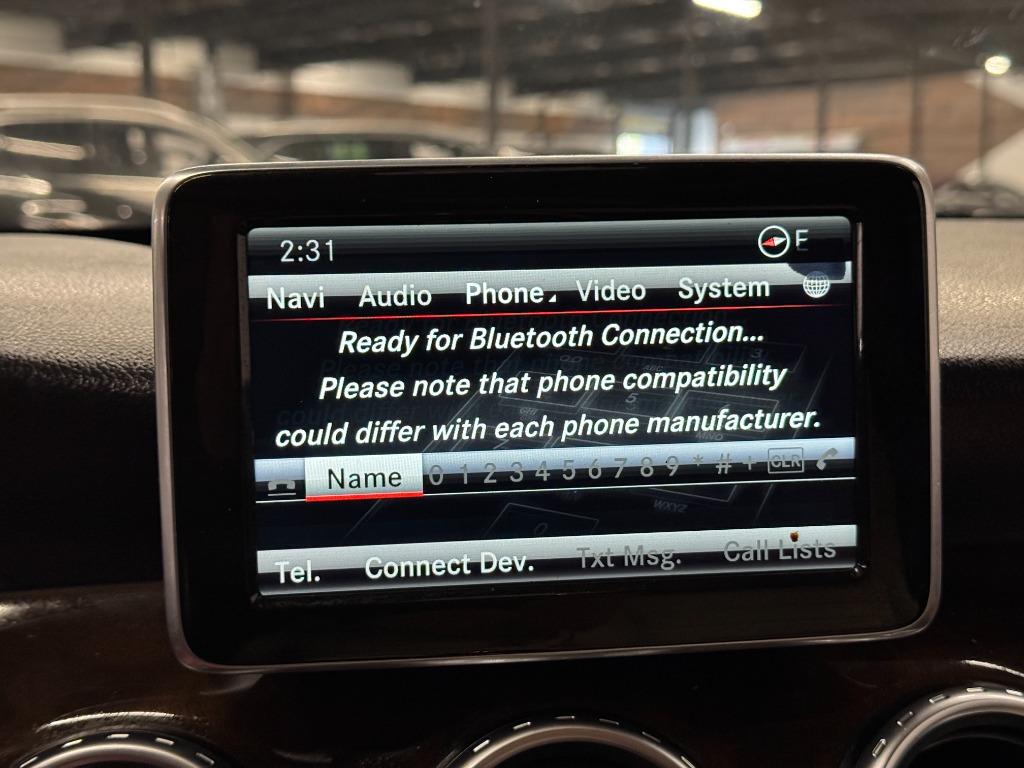 2:31 E
Navi Audio Phone Video System
Ready for Bluetooth Connection...
Please note that phone compatibility
could differ with each phone manufacturer.
Name 0 1 2 3 4 5 6 7 8 9 * # + CLR
WXYZ
0
Tel. Connect Dev. Txt Msg. Call Lists